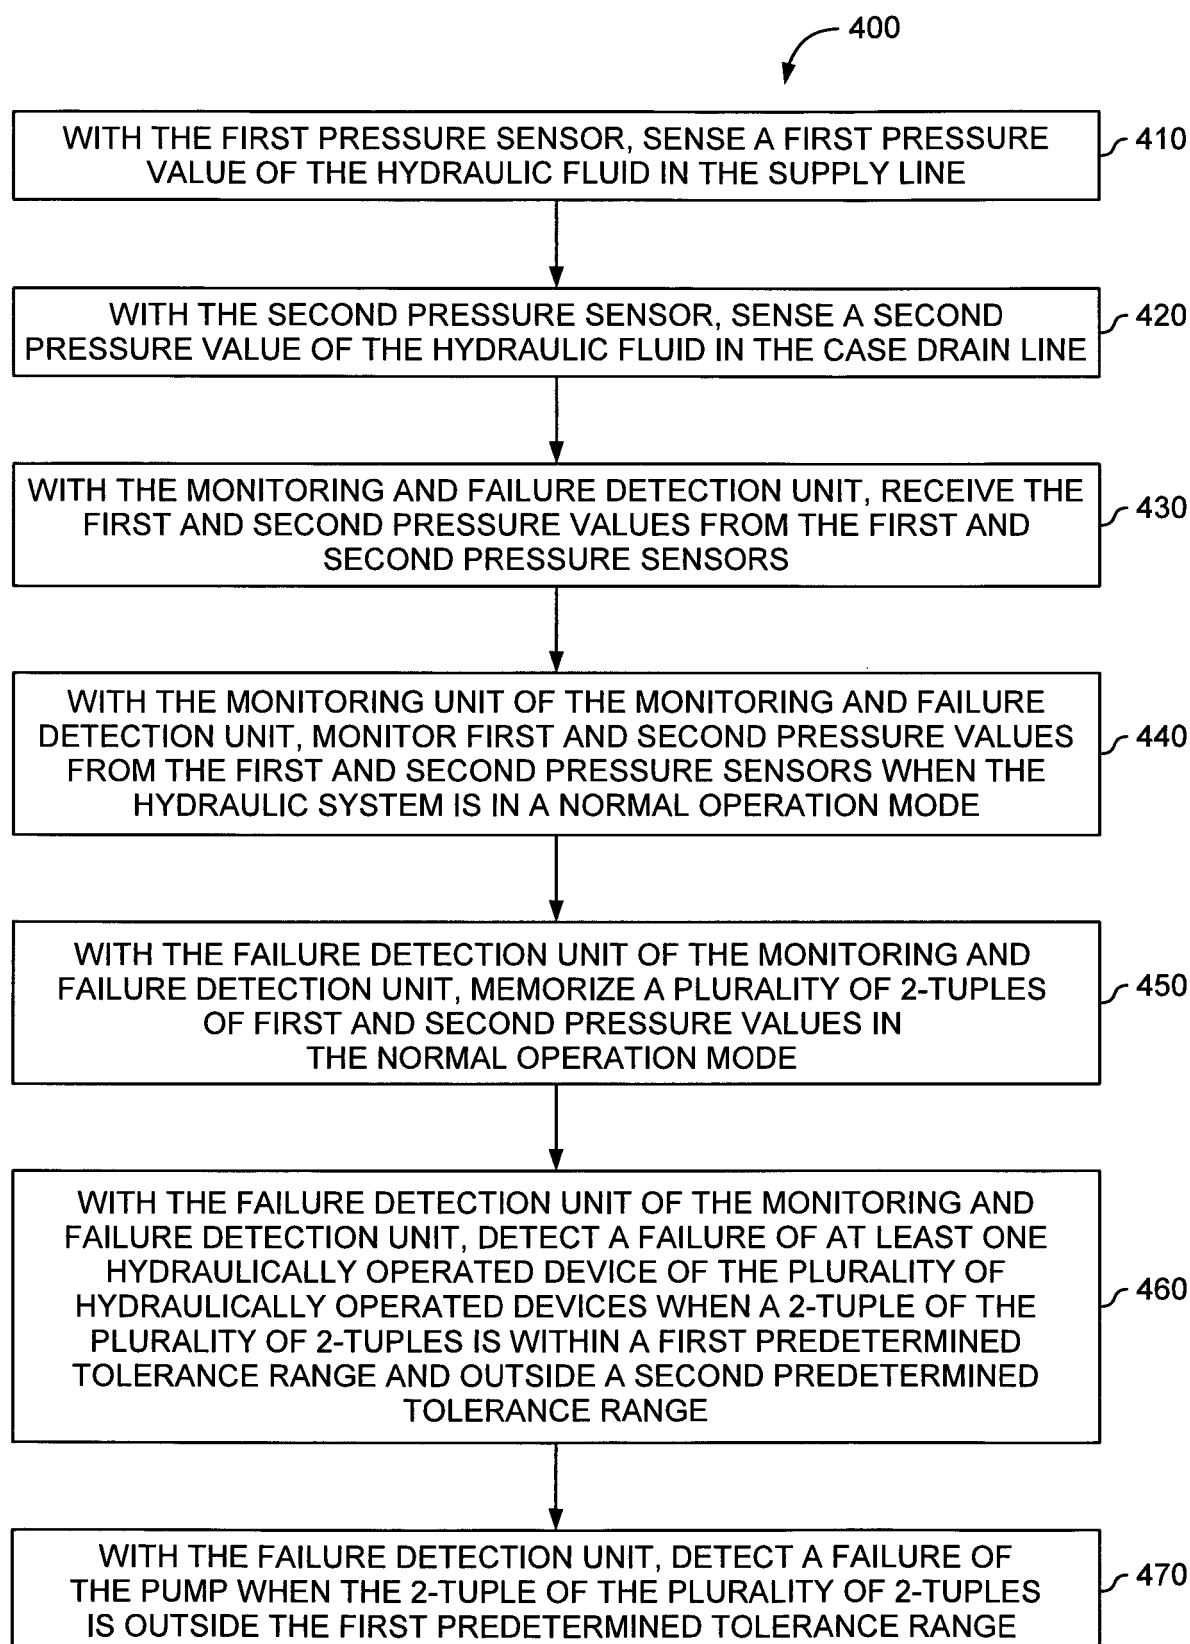 400
WITH THE FIRST PRESSURE SENSOR, SENSE A FIRST PRESSURE
VALUE OF THE HYDRAULIC FLUID IN THE SUPPLY LINE
410
WITH THE SECOND PRESSURE SENSOR, SENSE A SECOND
PRESSURE VALUE OF THE HYDRAULIC FLUID IN THE CASE DRAIN LINE
420
WITH THE MONITORING AND FAILURE DETECTION UNIT, RECEIVE THE
FIRST AND SECOND PRESSURE VALUES FROM THE FIRST AND
SECOND PRESSURE SENSORS
430
WITH THE MONITORING UNIT OF THE MONITORING AND FAILURE
DETECTION UNIT, MONITOR FIRST AND SECOND PRESSURE VALUES
FROM THE FIRST AND SECOND PRESSURE SENSORS WHEN THE
HYDRAULIC SYSTEM IS IN A NORMAL OPERATION MODE
440
WITH THE FAILURE DETECTION UNIT OF THE MONITORING AND
FAILURE DETECTION UNIT, MEMORIZE A PLURALITY OF 2-TUPLES
OF FIRST AND SECOND PRESSURE VALUES IN
THE NORMAL OPERATION MODE
450
WITH THE FAILURE DETECTION UNIT OF THE MONITORING AND
FAILURE DETECTION UNIT, DETECT A FAILURE OF AT LEAST ONE
HYDRAULICALLY OPERATED DEVICE OF THE PLURALITY OF
HYDRAULICALLY OPERATED DEVICES WHEN A 2-TUPLE OF THE
PLURALITY OF 2-TUPLES IS WITHIN A FIRST PREDETERMINED
TOLERANCE RANGE AND OUTSIDE A SECOND PREDETERMINED
TOLERANCE RANGE
460
WITH THE FAILURE DETECTION UNIT, DETECT A FAILURE OF
THE PUMP WHEN THE 2-TUPLE OF THE PLURALITY OF 2-TUPLES
IS OUTSIDE THE FIRST PREDETERMINED TOLERANCE RANGE
470